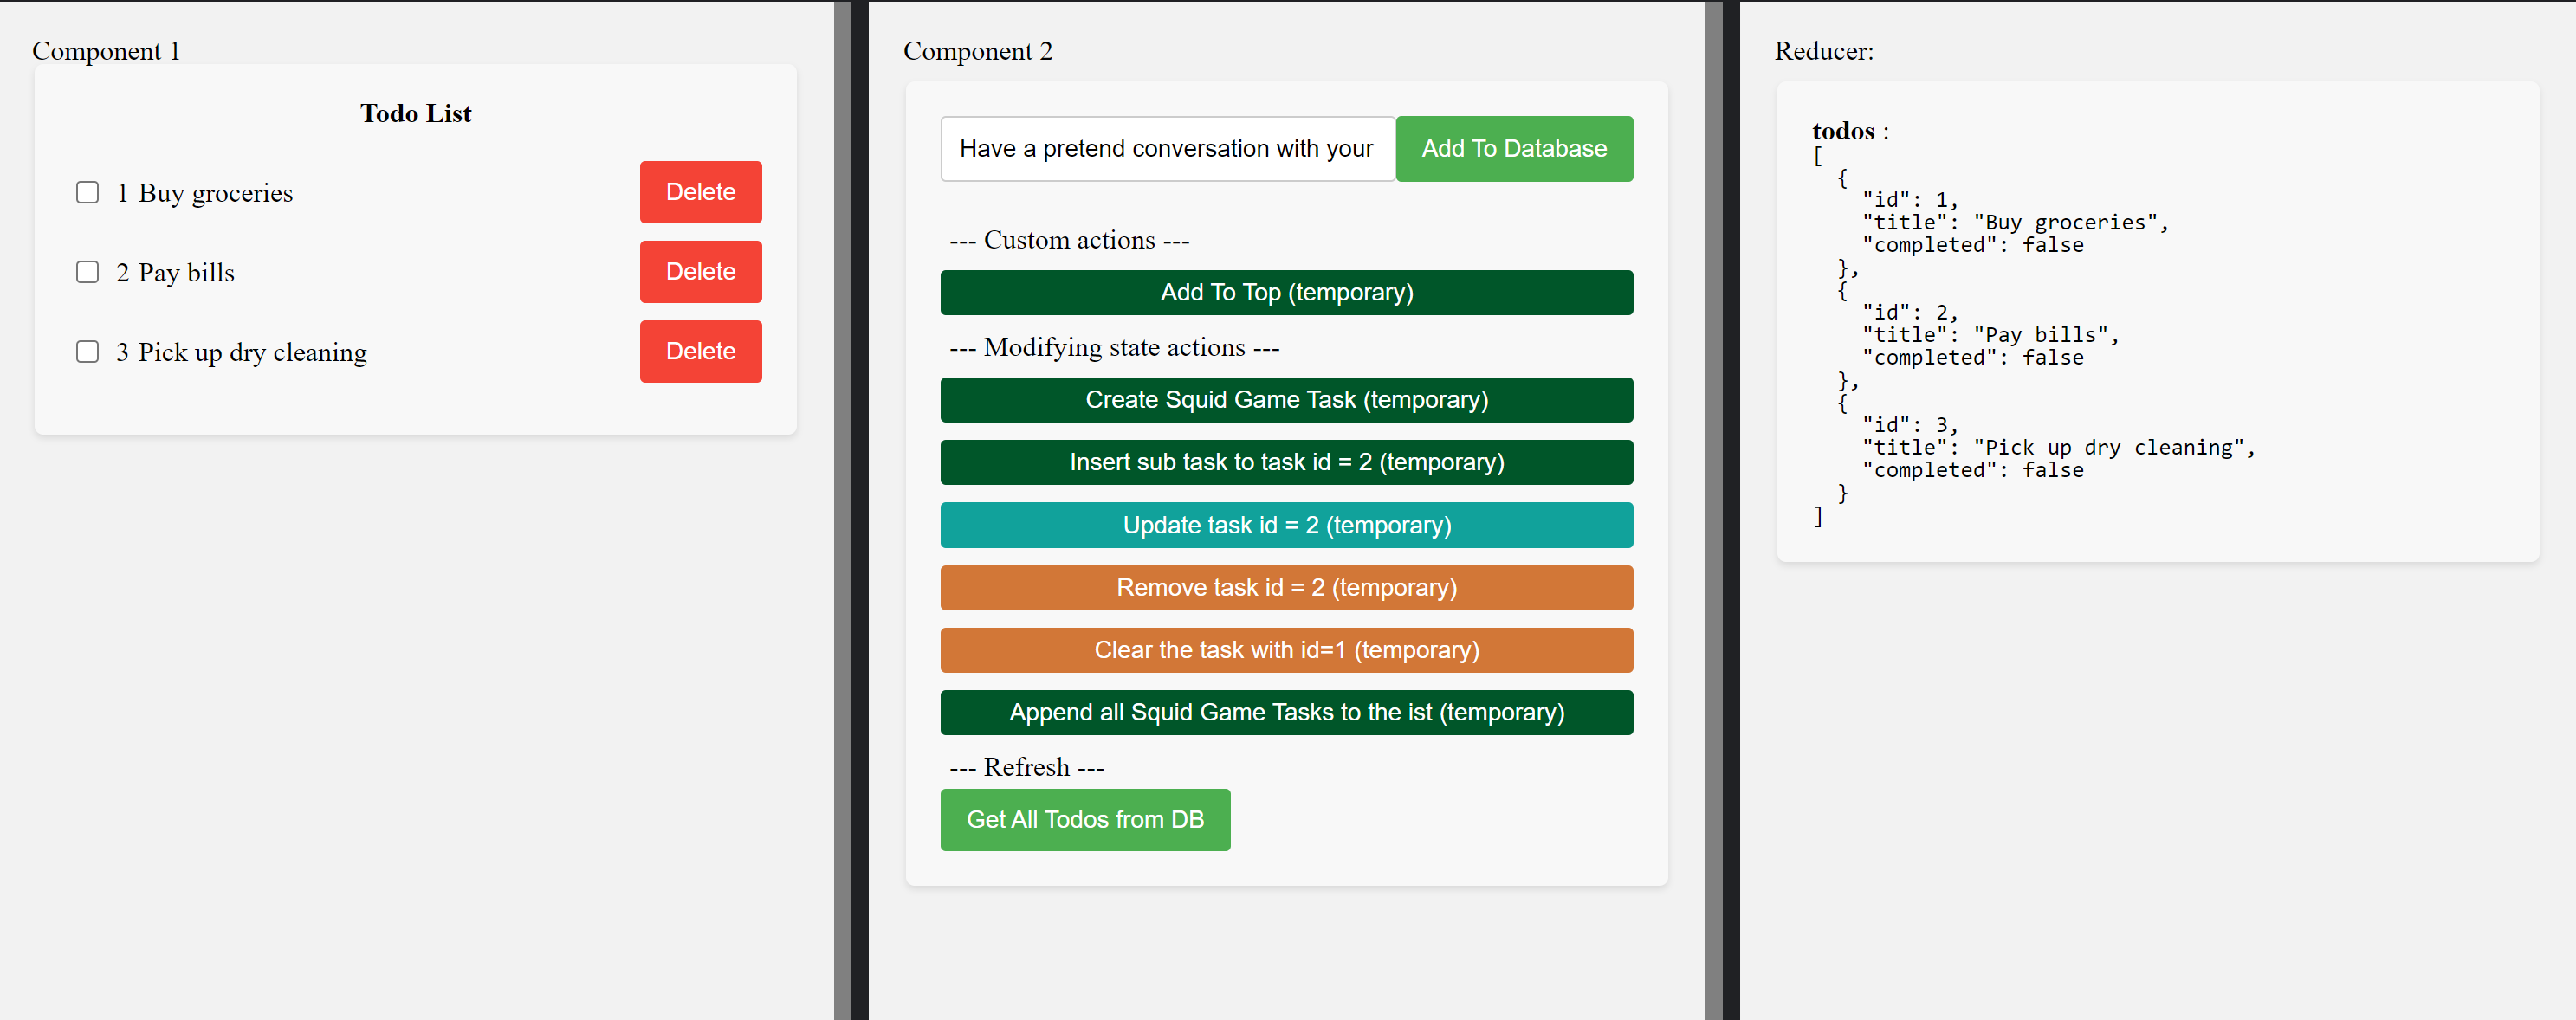 Component 1
Todo List
1 Buy groceries
Delete
2 Pay bills
Delete
3 Pick up dry cleaning
Delete
Component 2
Have a pretend conversation with your
Add To Database
--- Custom actions ---
Add To Top (temporary)
--- Modifying state actions ---
Create Squid Game Task (temporary)
Insert sub task to task id = 2 (temporary)
Update task id = 2 (temporary)
Remove task id = 2 (temporary)
Clear the task with id=1 (temporary)
Append all Squid Game Tasks to the ist (temporary)
--- Refresh ---
Get All Todos from DB
Reducer:
todos :
[
  {
    "id": 1,
    "title": "Buy groceries",
    "completed": false
  },
  {
    "id": 2,
    "title": "Pay bills",
    "completed": false
  },
  {
    "id": 3,
    "title": "Pick up dry cleaning",
    "completed": false
  }
]